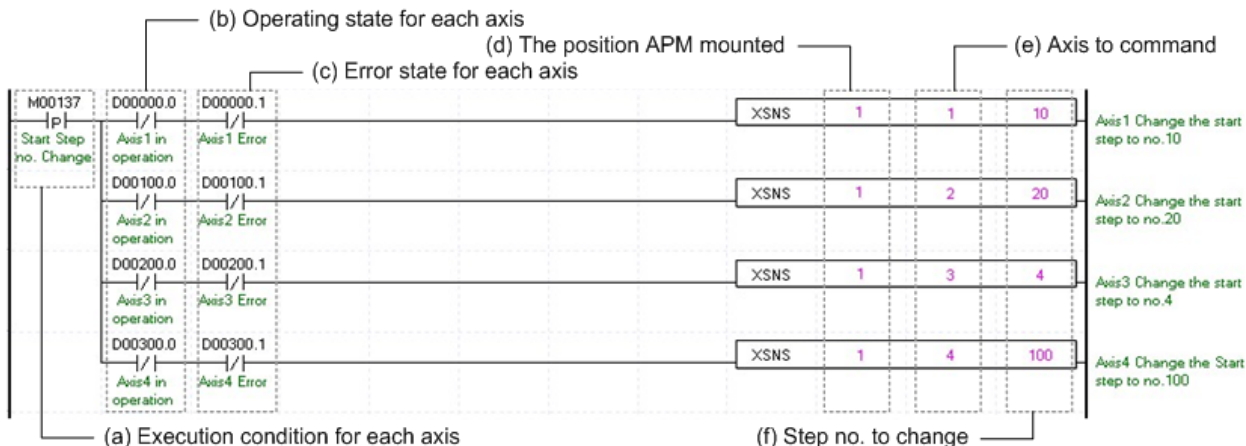 (b) Operating state for each axis
(d) The position APM mounted
(e) Axis to command
(c) Error state for each axis
M00137 D00000.0 D00000.1
P
XSNS 1 1 10
Start Step no. Change
Axis1 in operation
Axis1 Error
Axis1 Change the start step to no.10
D00100.0 D00100.1
XSNS 1 2 20
Axis2 in operation
Axis2 Error
Axis2 Change the start step to no.20
D00200.0 D00200.1
XSNS 1 3 4
Axis3 in operation
Axis3 Error
Axis3 Change the start step to no.4
D00300.0 D00300.1
XSNS 1 4 100
Axis4 in operation
Axis4 Error
Axis4 Change the Start step to no.100
(a) Execution condition for each axis
(f) Step no. to change